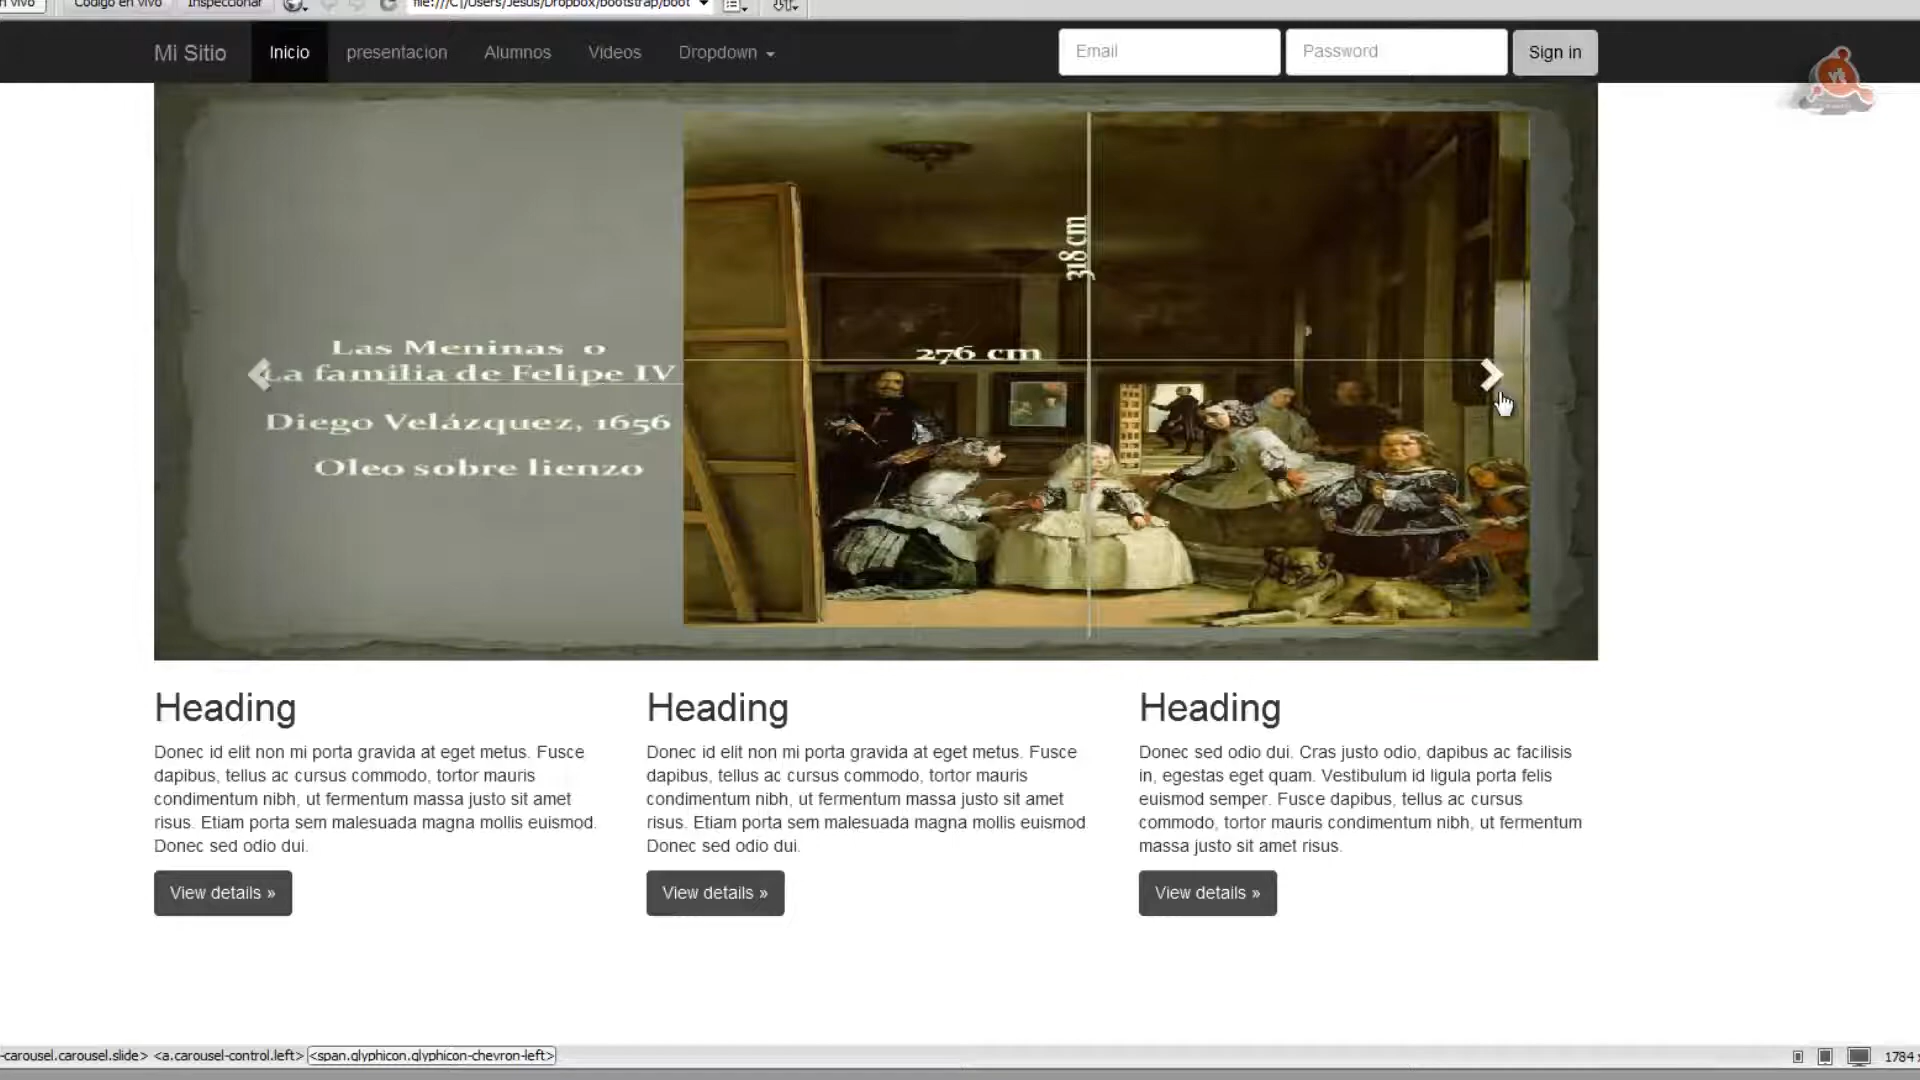 Código en vivo Inspeccionar file:///C|/Users/Jesus/Dropbox/bootstrap/boot
Mi Sitio Inicio presentacion Alumnos Videos Dropdown Email Password Sign in
318 cm
276 cm
Las Meninas o
La familia de Felipe IV
Diego Velázquez, 1656
Oleo sobre lienzo
Heading
Donec id elit non mi porta gravida at eget metus. Fusce
dapibus, tellus ac cursus commodo, tortor mauris
condimentum nibh, ut fermentum massa justo sit amet
risus. Etiam porta sem malesuada magna mollis euismod.
Donec sed odio dui.
View details »
Heading
Donec id elit non mi porta gravida at eget metus. Fusce
dapibus, tellus ac cursus commodo, tortor mauris
condimentum nibh, ut fermentum massa justo sit amet
risus. Etiam porta sem malesuada magna mollis euismod
Donec sed odio dui.
View details »
Heading
Donec sed odio dui. Cras justo odio, dapibus ac facilisis
in, egestas eget quam. Vestibulum id ligula porta felis
euismod semper. Fusce dapibus, tellus ac cursus
commodo, tortor mauris condimentum nibh, ut fermentum
massa justo sit amet risus.
View details »
-carousel.carousel.slide> <a.carousel-control.left> <span.glyphicon.glyphicon-chevron-left> 1784